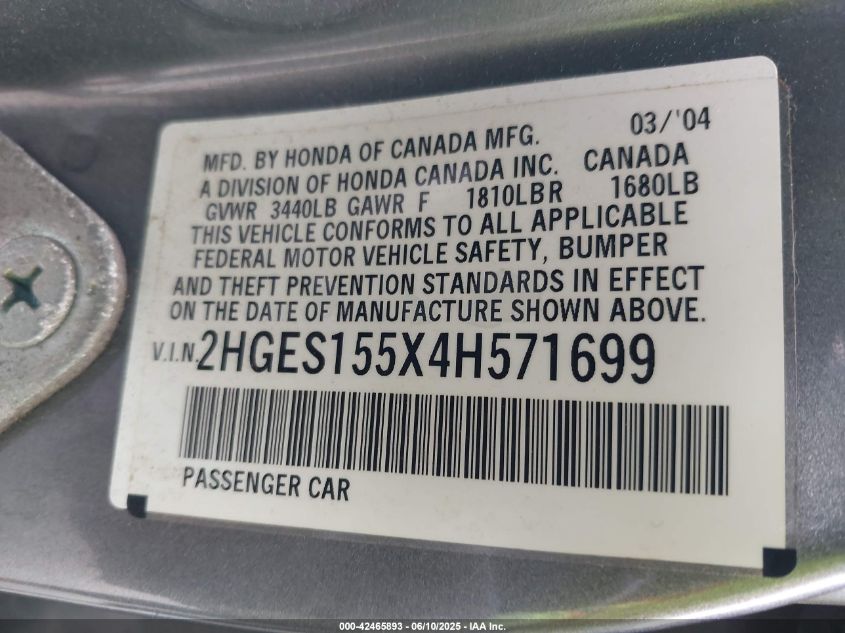 03/'04
MFD. BY HONDA OF CANADA MFG.
A DIVISION OF HONDA CANADA INC. CANADA
GVWR 3440LB GAWR F 1810LBR 1680LB
THIS VEHICLE CONFORMS TO ALL APPLICABLE
FEDERAL MOTOR VEHICLE SAFETY, BUMPER
AND THEFT PREVENTION STANDARDS IN EFFECT
ON THE DATE OF MANUFACTURE SHOWN ABOVE.
V.I.N. 2HGES155X4H571699
PASSENGER CAR
000-42465893 - 06/10/2025 - IAA Inc.